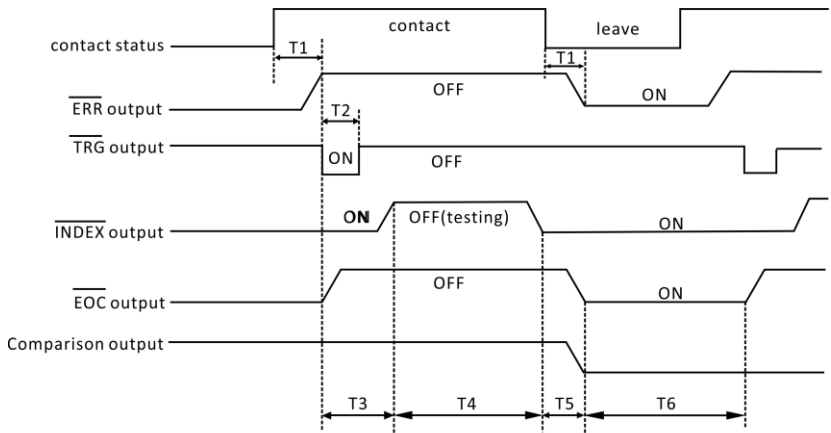 contact
leave
contact status
T1
T1
OFF
ON
ERR output
T2
TRG output
ON
OFF
ON
OFF(testing)
INDEX output
ON
OFF
ON
EOC output
Comparison output
T3
T4
T5
T6